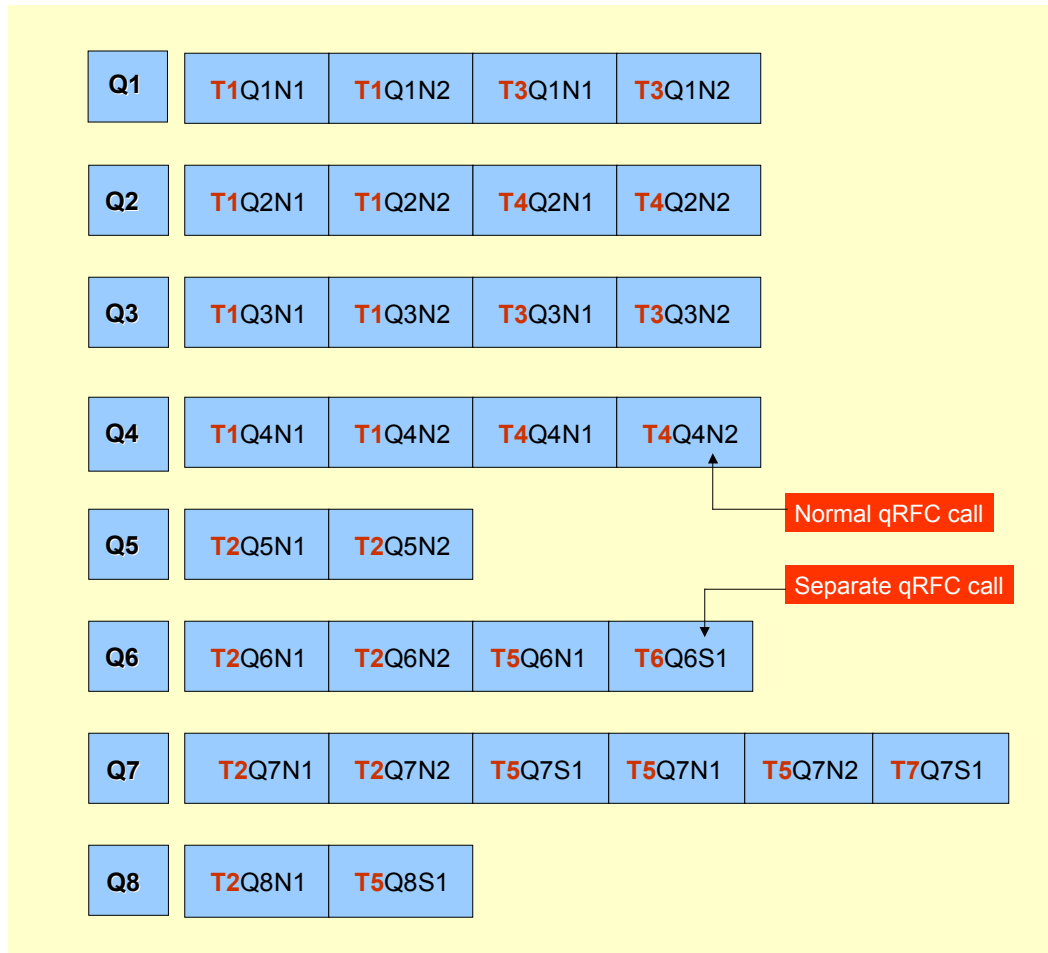 Q1 T1Q1N1 T1Q1N2 T3Q1N1 T3Q1N2
Q2 T1Q2N1 T1Q2N2 T4Q2N1 T4Q2N2
Q3 T1Q3N1 T1Q3N2 T3Q3N1 T3Q3N2
Q4 T1Q4N1 T1Q4N2 T4Q4N1 T4Q4N2
Normal qRFC call
Q5 T2Q5N1 T2Q5N2
Separate qRFC call
Q6 T2Q6N1 T2Q6N2 T5Q6N1 T6Q6S1
Q7 T2Q7N1 T2Q7N2 T5Q7S1 T5Q7N1 T5Q7N2 T7Q7S1
Q8 T2Q8N1 T5Q8S1